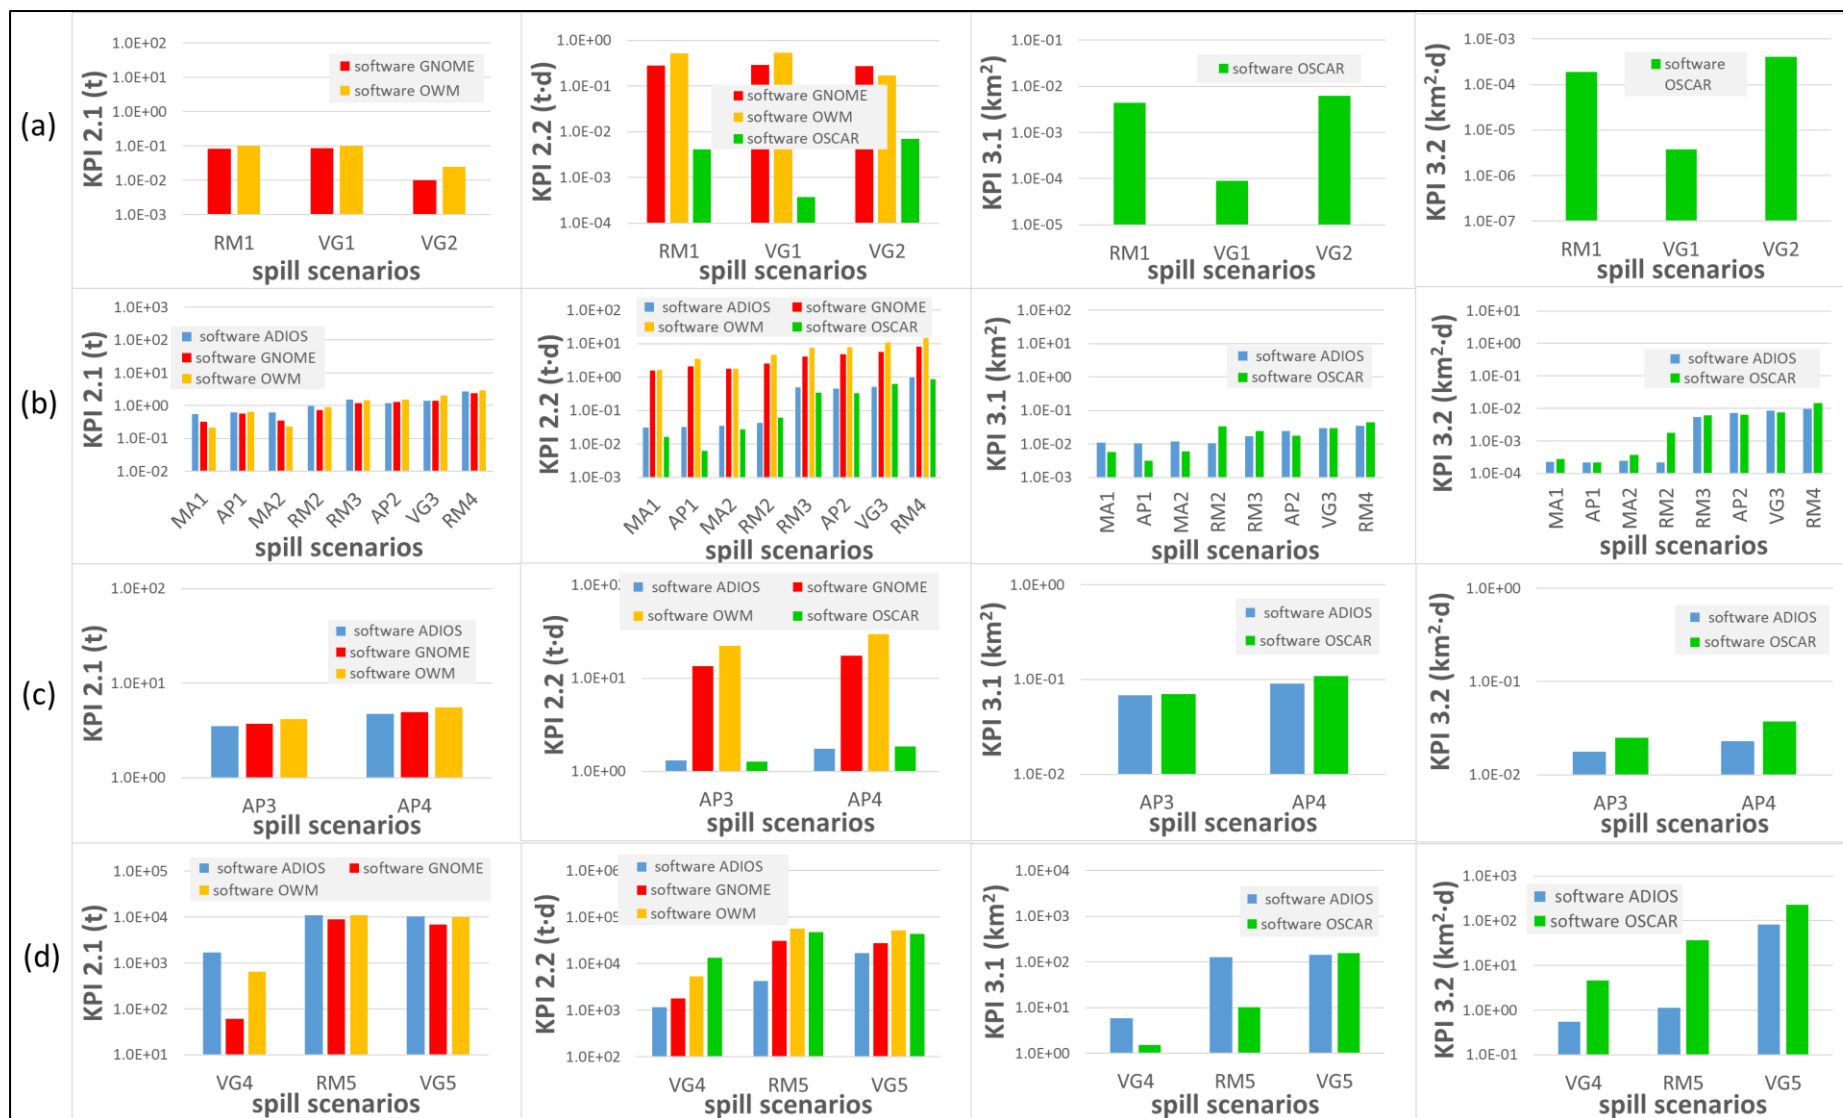 (a)
KPI 2.1 (t)
1.0E+02
1.0E+01
1.0E+00
1.0E-01
1.0E-02
1.0E-03
software GNOME
software OWM
RM1 VG1 VG2
spill scenarios
KPI 2.2 (t·d)
1.0E+00
1.0E-01
1.0E-02
1.0E-03
1.0E-04
software GNOME
software OWM
software OSCAR
RM1 VG1 VG2
spill scenarios
KPI 3.1 (km²)
1.0E-01
1.0E-02
1.0E-03
1.0E-04
1.0E-05
software OSCAR
RM1 VG1 VG2
spill scenarios
KPI 3.2 (km²·d)
1.0E-03
1.0E-04
1.0E-05
1.0E-06
1.0E-07
software
OSCAR
RM1 VG1 VG2
spill scenarios
(b)
KPI 2.1 (t)
1.0E+03
1.0E+02
1.0E+01
1.0E+00
1.0E-01
1.0E-02
software ADIOS
software GNOME
software OWM
MA1 AP1 MA2 RM2 RM3 AP2 VG3 RM4
spill scenarios
KPI 2.2 (t·d)
1.0E+02
1.0E+01
1.0E+00
1.0E-01
1.0E-02
1.0E-03
software ADIOS software GNOME
software OWM software OSCAR
MA1 AP1 MA2 RM2 RM3 AP2 VG3 RM4
spill scenarios
KPI 3.1 (km²)
1.0E+02
1.0E+01
1.0E+00
1.0E-01
1.0E-02
1.0E-03
software ADIOS
software OSCAR
MA1 AP1 MA2 RM2 RM3 AP2 VG3 RM4
spill scenarios
KPI 3.2 (km²·d)
1.0E+01
1.0E+00
1.0E-01
1.0E-02
1.0E-03
1.0E-04
software ADIOS
software OSCAR
MA1 AP1 MA2 RM2 RM3 AP2 VG3 RM4
spill scenarios
(c)
KPI 2.1 (t)
1.0E+02
1.0E+01
1.0E+00
software ADIOS
software GNOME
software OWM
AP3 AP4
spill scenarios
KPI 2.2 (t·d)
1.0E+02
1.0E+01
1.0E+00
software ADIOS software GNOME
software OWM software OSCAR
AP3 AP4
spill scenarios
KPI 3.1 (km²)
1.0E+00
1.0E-01
1.0E-02
software ADIOS
software OSCAR
AP3 AP4
spill scenarios
KPI 3.2 (km²·d)
1.0E+00
1.0E-01
1.0E-02
software ADIOS
software OSCAR
AP3 AP4
spill scenarios
(d)
KPI 2.1 (t)
1.0E+05
1.0E+04
1.0E+03
1.0E+02
1.0E+01
software ADIOS software GNOME
software OWM
VG4 RM5 VG5
spill scenarios
KPI 2.2 (t·d)
1.0E+06
1.0E+05
1.0E+04
1.0E+03
1.0E+02
software ADIOS
software GNOME
software OWM
VG4 RM5 VG5
spill scenarios
KPI 3.1 (km²)
1.0E+04
1.0E+03
1.0E+02
1.0E+01
1.0E+00
software ADIOS
software OSCAR
VG4 RM5 VG5
spill scenarios
KPI 3.2 (km²·d)
1.0E+03
1.0E+02
1.0E+01
1.0E+00
1.0E-01
software ADIOS
software OSCAR
VG4 RM5 VG5
spill scenarios